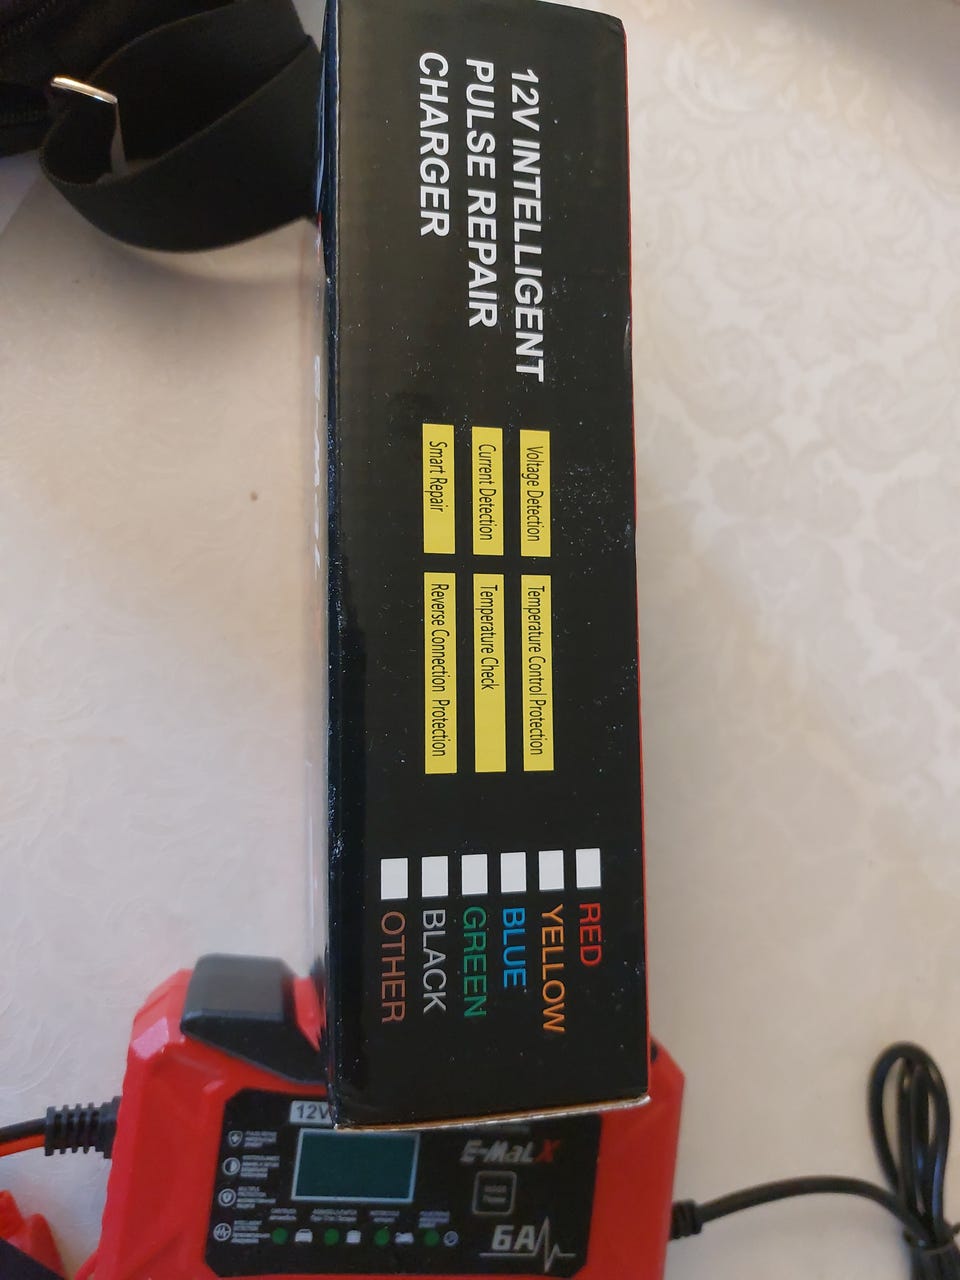 12V INTELLIGENT
PULSE REPAIR
CHARGER
Voltage Detection
Temperature Control Protection
Current Detection
Temperature Check
Smart Repair
Reverse Connection Protection
RED
YELLOW
BLUE
GREEN
BLACK
OTHER
12V
E-MaLX
6A